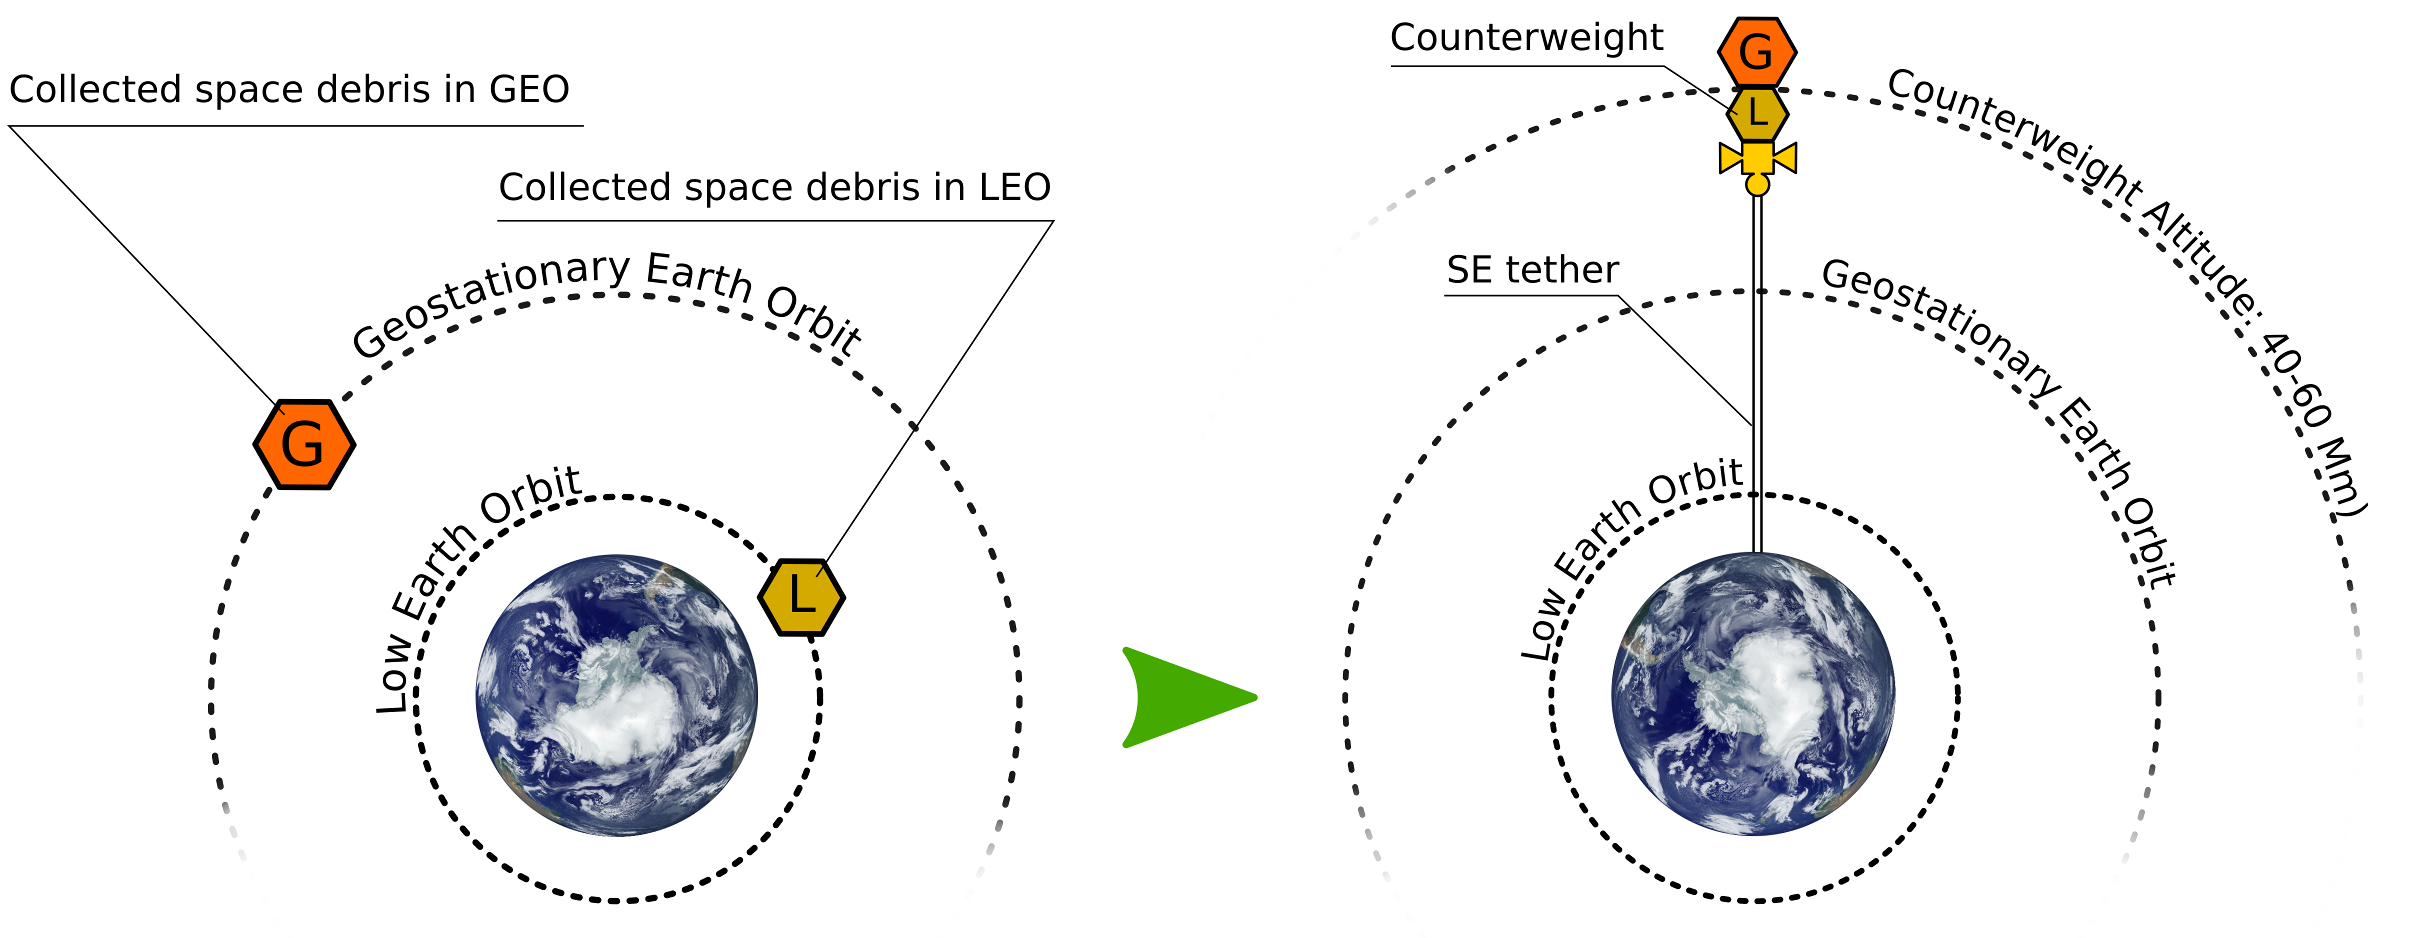 Collected space debris in GEO
Collected space debris in LEO
Geostationary Earth Orbit
G
Low Earth Orbit
L
Counterweight
G
L
Counterweight Altitude: 40-60 Mm)
SE tether
Geostationary Earth Orbit
Low Earth Orbit